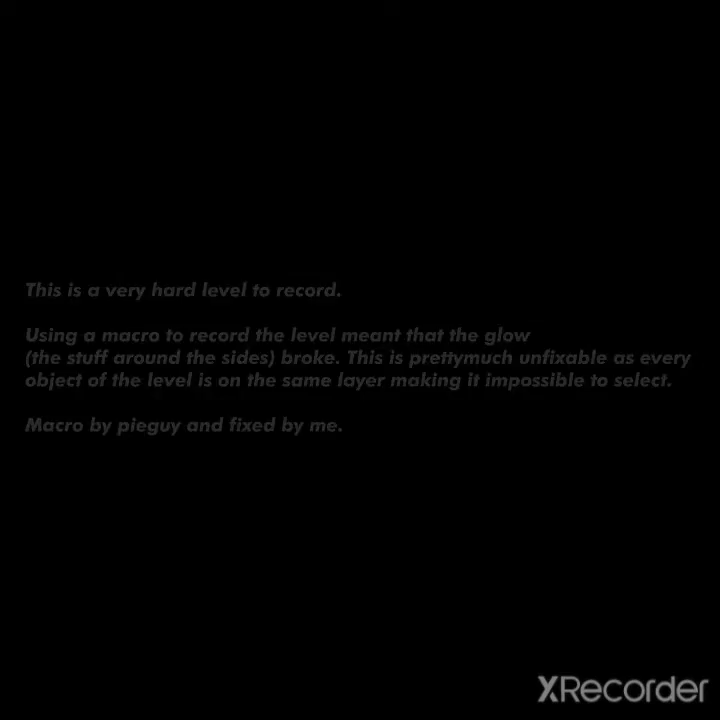 This is a very hard level to record.
Using a macro to record the level meant that the glow
(the stuff around the sides) broke. This is prettymuch unfixable as every
object of the level is on the same layer making it impossible to select.
Macro by pieguy and fixed by me.
XRecorder